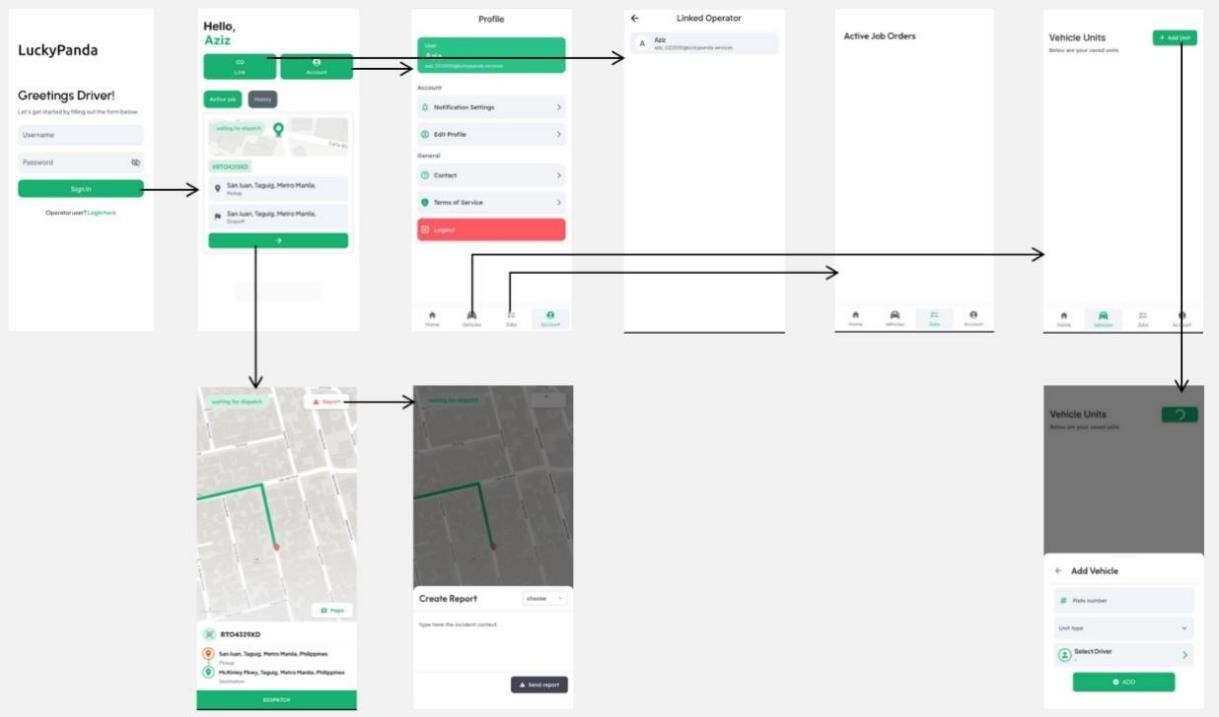 LuckyPanda
Greetings Driver!
Let's get started by filling out the form below.
Username
Password
Sign In
Operator user? Login here
Hello,
Aziz
Link
Account
Active job
History
waiting for dispatch
San Juan, Taguig, Metro Manila,
Pickup
San Juan, Taguig, Metro Manila,
Dropoff
Profile
User
Account
Notification Settings
Edit Profile
General
Contact
Terms of Service
Logout
Home
Vehicles
Jobs
Account
Linked Operator
A
Aziz
Active Job Orders
Home
Vehicles
Jobs
Account
Vehicle Units
+ Add Unit
Below are your saved units
Home
Vehicles
Jobs
Account
waiting for dispatch
Report
Maps
RTO4329XD
San Juan, Taguig, Metro Manila, Philippines
Pickup
McKinley Pkwy, Taguig, Metro Manila, Philippines
Destination
DISPATCH
waiting for dispatch
Create Report
choose
type here the incident context
Send report
Vehicle Units
Below are your saved units
Add Vehicle
Plate number
Unit type
Select Driver
ADD